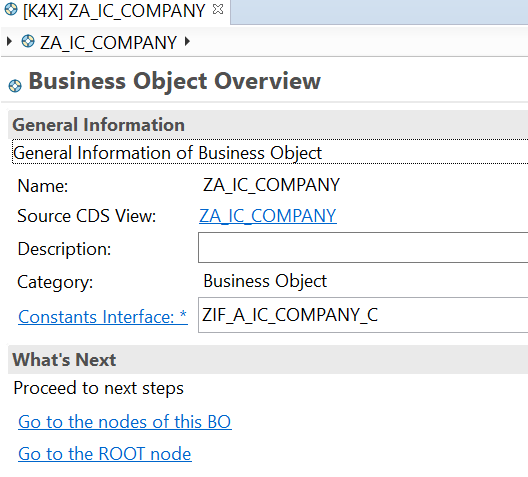 [K4X] ZA_IC_COMPANY
ZA_IC_COMPANY
Business Object Overview
General Information
General Information of Business Object
Name: ZA_IC_COMPANY
Source CDS View: ZA_IC_COMPANY
Description:
Category: Business Object
Constants Interface: * ZIF_A_IC_COMPANY_C
What's Next
Proceed to next steps
Go to the nodes of this BO
Go to the ROOT node